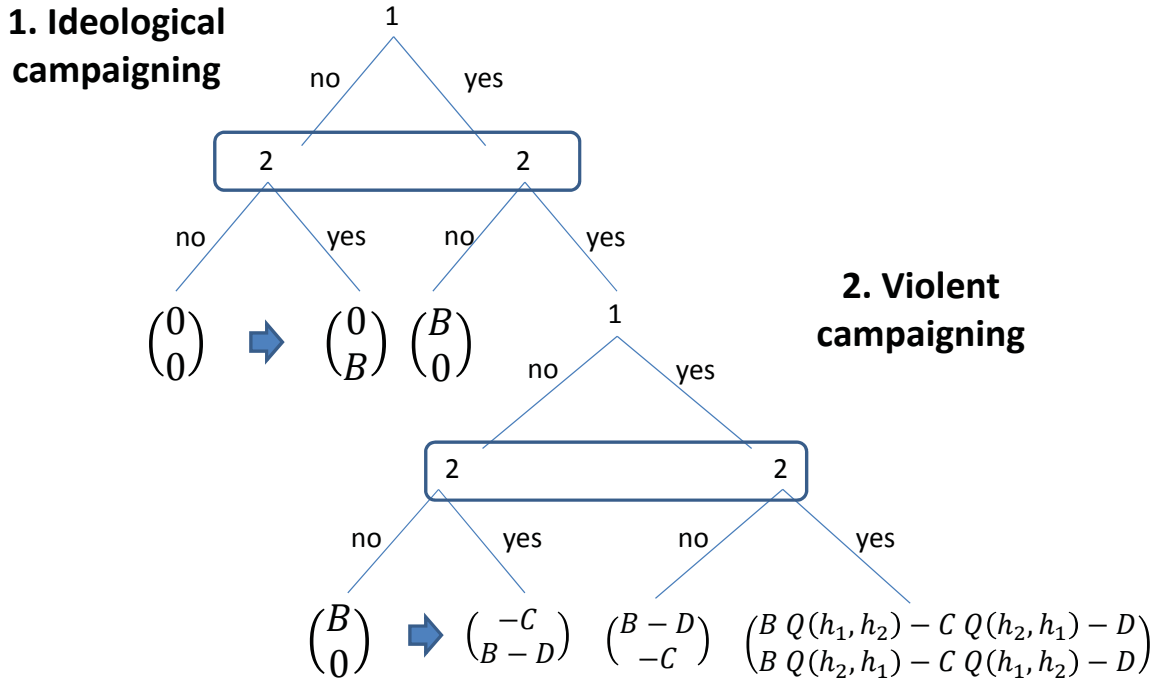 1. Ideological
campaigning
1
no yes
2 2
no yes no yes
(0 0) (0 B) (B 0)
1
2. Violent
campaigning
no yes
2 2
no yes no yes
(B 0) (−C B − D) (B − D −C) (B Q(h₁, h₂) − C Q(h₂, h₁) − D B Q(h₂, h₁) − C Q(h₁, h₂) − D)